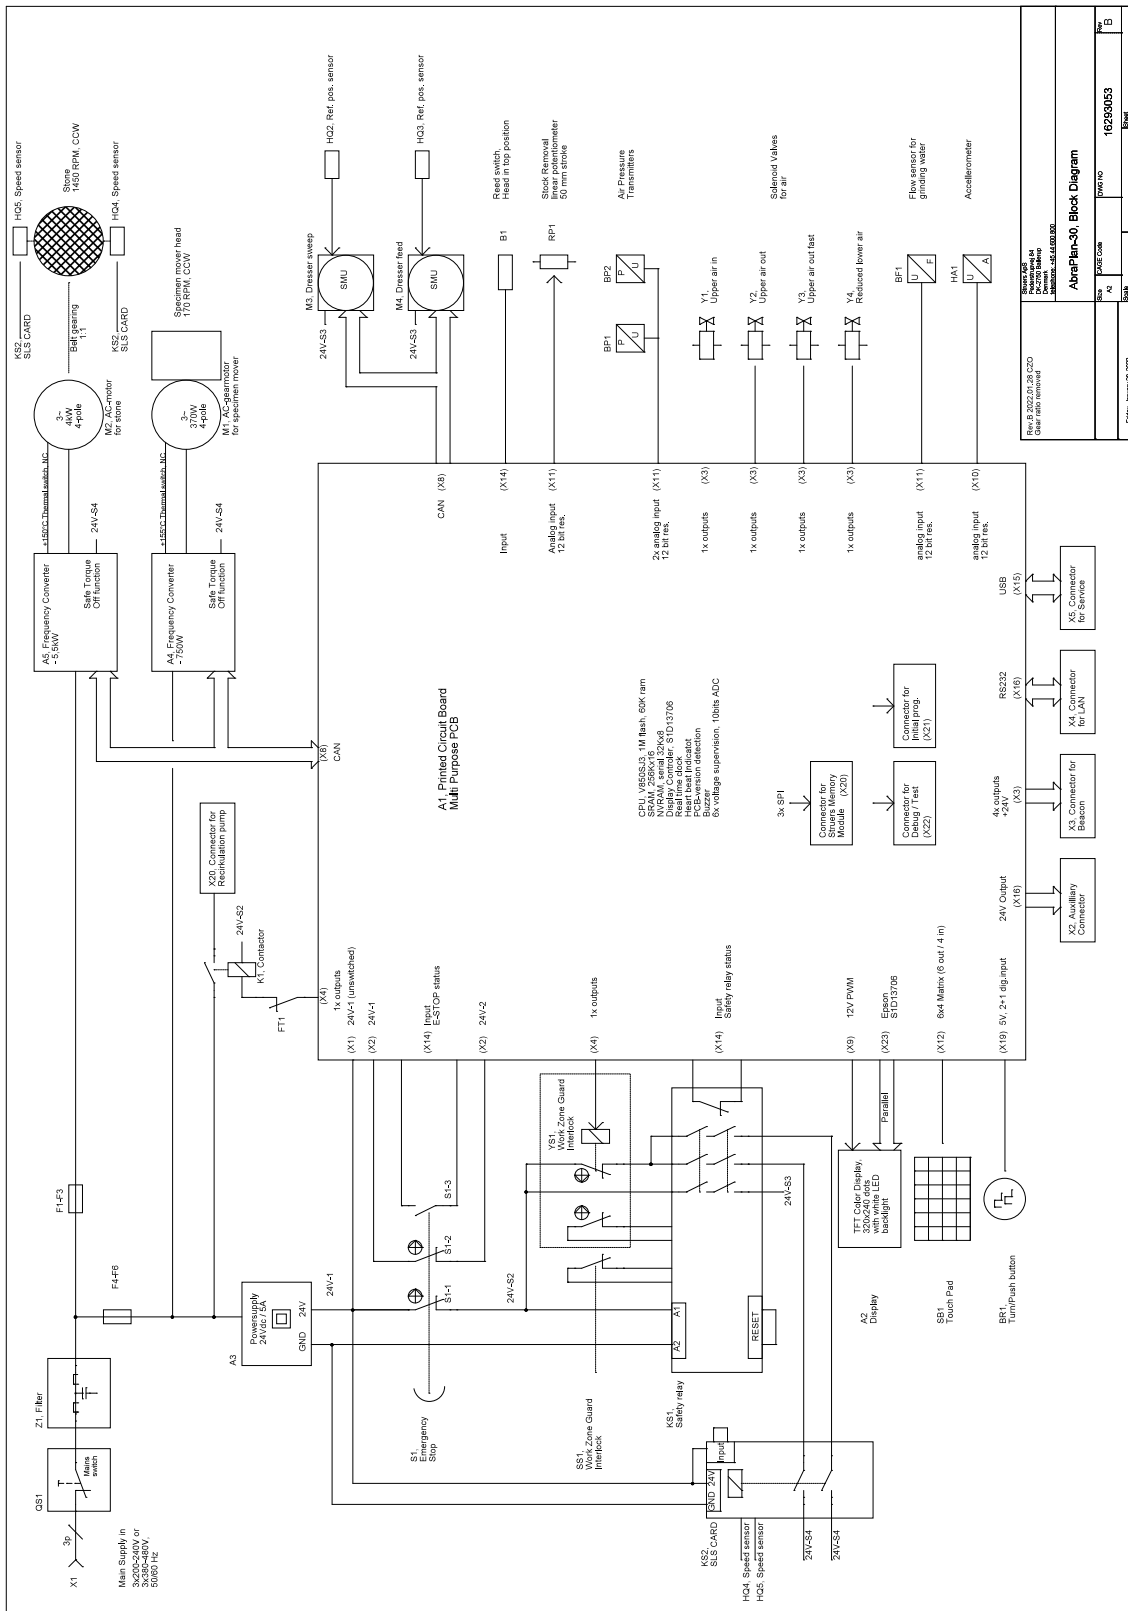 X1
3p
Main Supply in
3x200-240V or
3x380-480V,
50/60 Hz
QS1
Mains
switch
Z1, Filter
F4-F6
F1-F3
A3
Powersupply
24Vdc / 5A
GND
24V
24V-1
X20, Connector for
Recirkulation pump
24V-S2
K1, Contactor
FT1
A5, Frequency Converter
- 5,5kW
Safe Torque
Off function
+150°C Thermal switch, NC
24V-S4
A4, Frequency Converter
- 750W
Safe Torque
Off function
+155°C Thermal switch, NC
24V-S4
3~
4kW
4-pole
M2, AC-motor
for stone
3~
370W
4-pole
M1, AC-gearmotor
for specimen mover
Belt gearing
1:1
KS2
SLS CARD
KS2
SLS CARD
HQ5, Speed sensor
Stone
1450 RPM, CCW
HQ4, Speed sensor
Specimen mover head
170 RPM, CCW
S1,
Emergency
Stop
S1-1
S1-2
S1-3
24V-S2
SS1,
Work Zone Guard
Interlock
YS1,
Work Zone Guard
Interlock
KS1,
Safety relay
A2
A1
RESET
24V-S3
KS2,
SLS CARD
GND
24V
Input
HQ4, Speed sensor
HQ5, Speed sensor
24V-S4
24V-S4
A2
Display
TFT Color Display,
320x240 dots
with white LED
backlight
Parallel
SB1
Touch Pad
BR1,
Turn/Push button
(X4)
1x outputs
(X1) 24V-1 (unswitched)
(X2) 24V-1
(X14) Input
E-STOP status
(X2) 24V-2
(X4) 1x outputs
(X14) Input
Safety relay status
(X9) 12V PWM
(X23) Epson
S1D13706
(X12) 6x4 Matrix (6 out / 4 in)
(X19) 5V, 2+1 dig.input
(X8)
CAN
A1, Printed Circuit Board
Multi Purpose PCB
CPU, V850SJ3, 1M flash, 60K ram
SRAM, 256Kx16
NVRAM, serial 32Kx8
Display Controler, S1D13706
Real time clock
Heart beat Indicator
PCB-version detection
Buzzer
6x voltage supervision, 10bits ADC
3x SPI
Connector for
Struers Memory
Module
(X20)
Connector for
Debug / Test
(X22)
Connector for
Initial prog.
(X21)
24V Output
(X16)
X2, Auxilliary
Connector
4x outputs
+24V
(X3)
X3, Connector for
Beacon
RS232
(X16)
X4, Connector
for LAN
USB
(X15)
X5, Connector
for Service
CAN (X8)
Input (X14)
Analog input (X11)
12 bit res.
2x analog input (X11)
12 bit res.
1x outputs (X3)
1x outputs (X3)
1x outputs (X3)
1x outputs (X3)
analog input (X11)
12 bit res.
analog input (X10)
12 bit res.
M3, Dresser sweep
SMU
24V-S3
HQ2, Ref. pos. sensor
M4, Dresser feed
SMU
24V-S3
HQ3, Ref. pos. sensor
B1
Reed switch,
Head in top position
RP1
Stock Removal
linear potentiometer
50 mm stroke
BP1
P
U
BP2
P
U
Air Pressure
Transmitters
Y1,
Upper air in
Y2,
Upper air out
Y3,
Upper air out fast
Y4,
Reduced lower air
Solenoid Valves
for air
BF1
U
F
Flow sensor for
grinding water
HA1
U
A
Accellerometer
Rev.B 2022.01.28 CZO
Gear ratio removed
Struers ApS
Pederstrupvej 84
DK-2750 Ballerup
Denmark
AbraPlan-30, Block Diagram
Size
A2
CAGE Code
DWG NO
16293053
Rev
B
Scale
Sheet